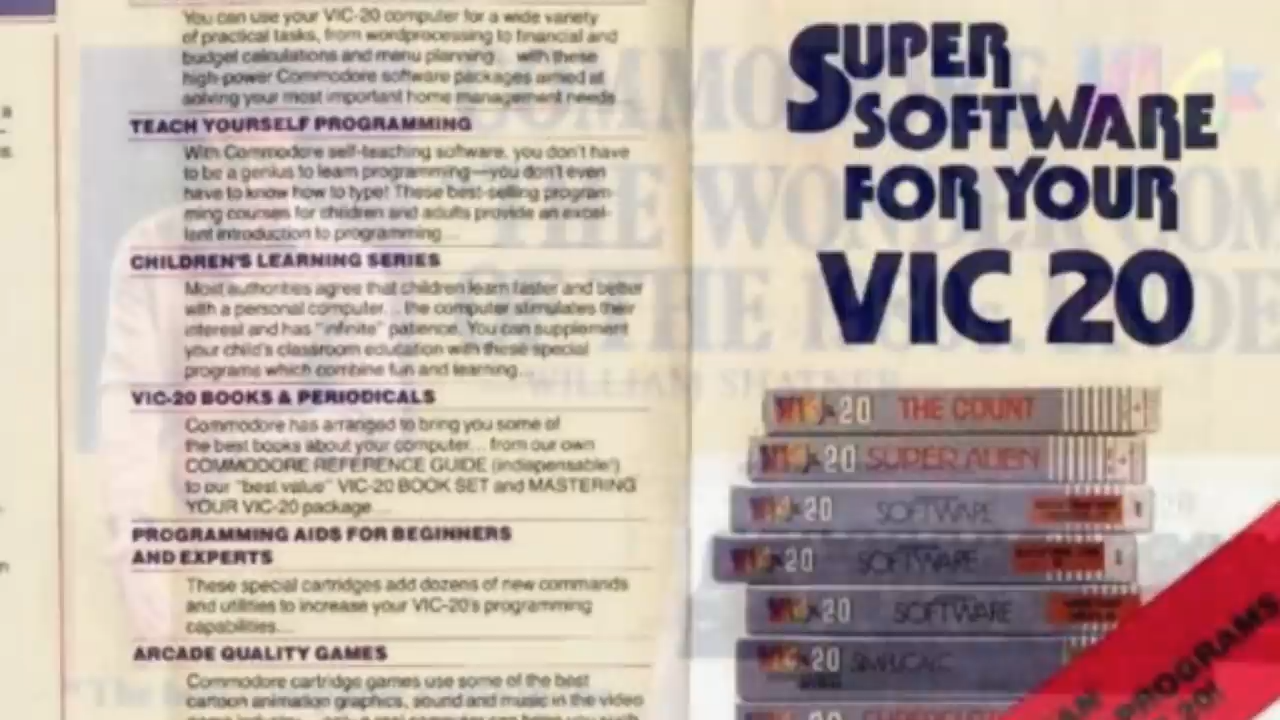 You can use your VIC-20 computer for a wide variety
of practical tasks, from wordprocessing to financial and
budget calculations and menu planning... with these
high-power Commodore software packages aimed at
solving your most important home management needs.
TEACH YOURSELF PROGRAMMING
With Commodore self-teaching software, you don't have
to be a genius to learn programming—you don't even
have to know how to type! These best-selling program-
ming courses for children and adults provide an excel-
lent introduction to programming...
CHILDREN'S LEARNING SERIES
Most authorities agree that children learn faster and better
with a personal computer... the computer stimulates their
interest and has "infinite" patience. You can supplement
your child's classroom education with these special
programs which combine fun and learning...
VIC-20 BOOKS & PERIODICALS
Commodore has arranged to bring you some of
the best books about your computer... from our own
COMMODORE REFERENCE GUIDE (indispensable!)
to our "best value" VIC-20 BOOK SET and MASTERING
YOUR VIC-20 package...
PROGRAMMING AIDS FOR BEGINNERS
AND EXPERTS
These special cartridges add dozens of new commands
and utilities to increase your VIC-20's programming
capabilities...
ARCADE QUALITY GAMES
Commodore cartridge games use some of the best
cartoon animation graphics, sound and music in the video
SUPER
SOFTWARE
FOR YOUR
VIC 20
VIC-20 THE COUNT
VIC-20 SUPER ALIEN
VIC-20 SOFTWARE
VIC-20 SOFTWARE
VIC-20 SOFTWARE
VIC-20 SIMPLICALC
PROGRAMS
20!
COMMODORE
THE WONDER COM
OF THE
WILLIAM SHATNER
"The